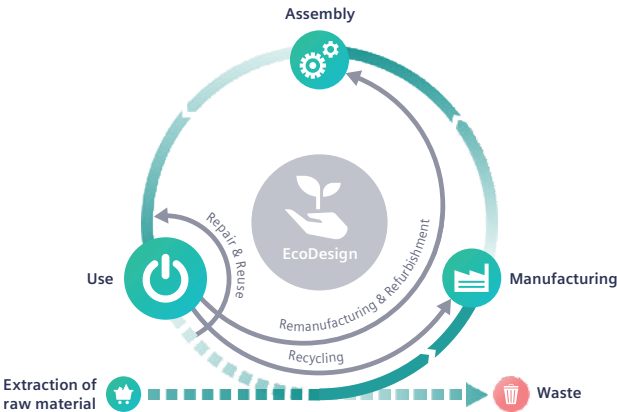 Assembly
Repair & Reuse
EcoDesign
Use
Manufacturing
Remanufacturing & Refurbishment
Recycling
Extraction of
raw material
Waste